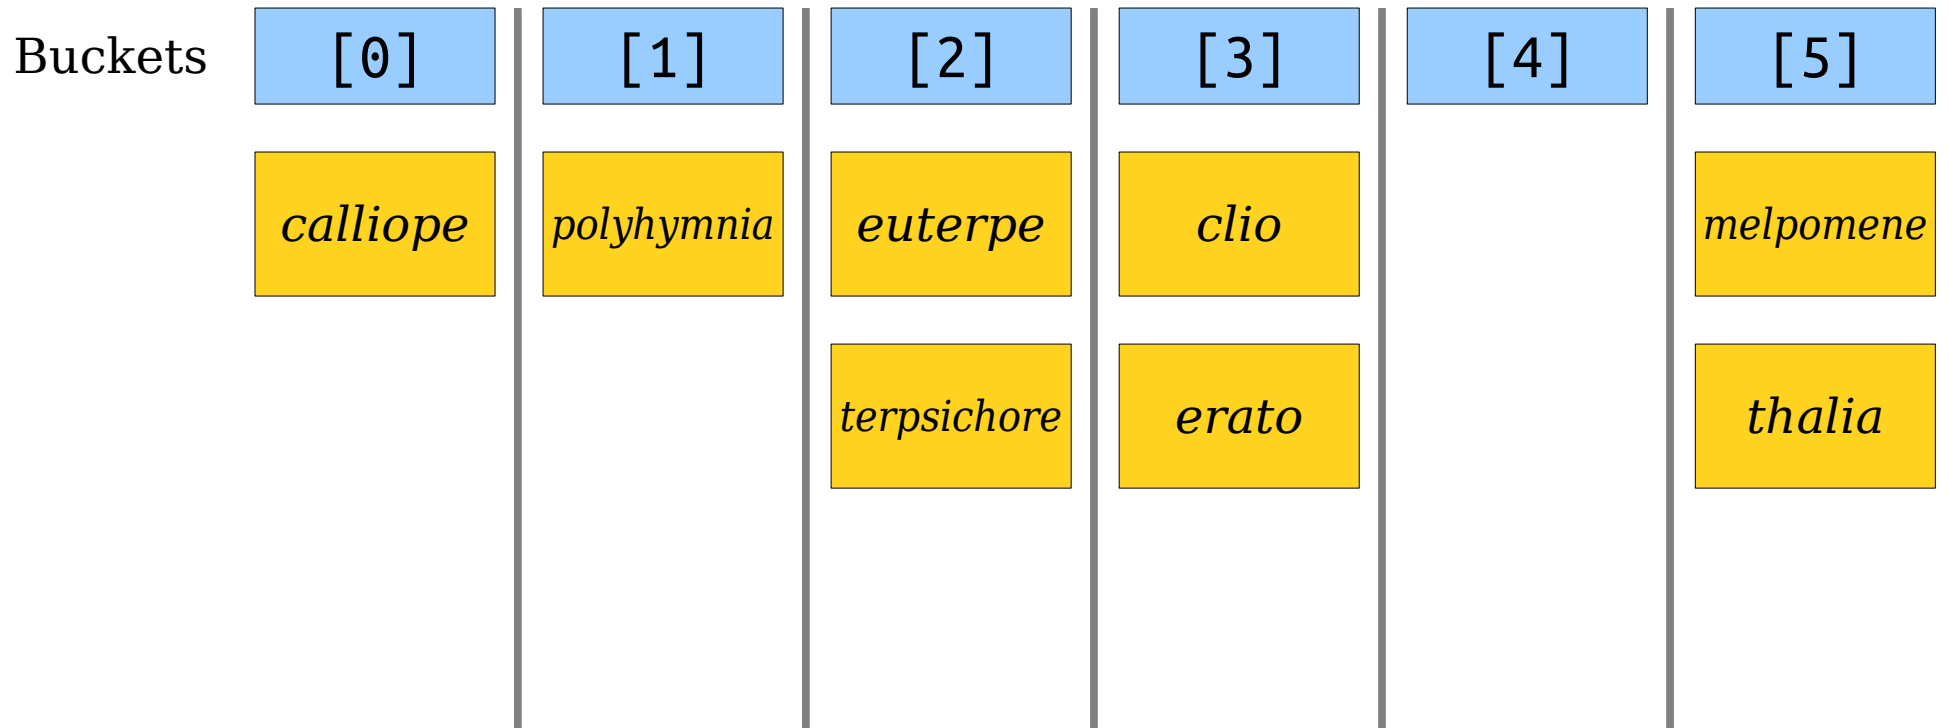 Buckets [0] [1] [2] [3] [4] [5]
calliope polyhymnia euterpe clio melpomene
terpsichore erato thalia